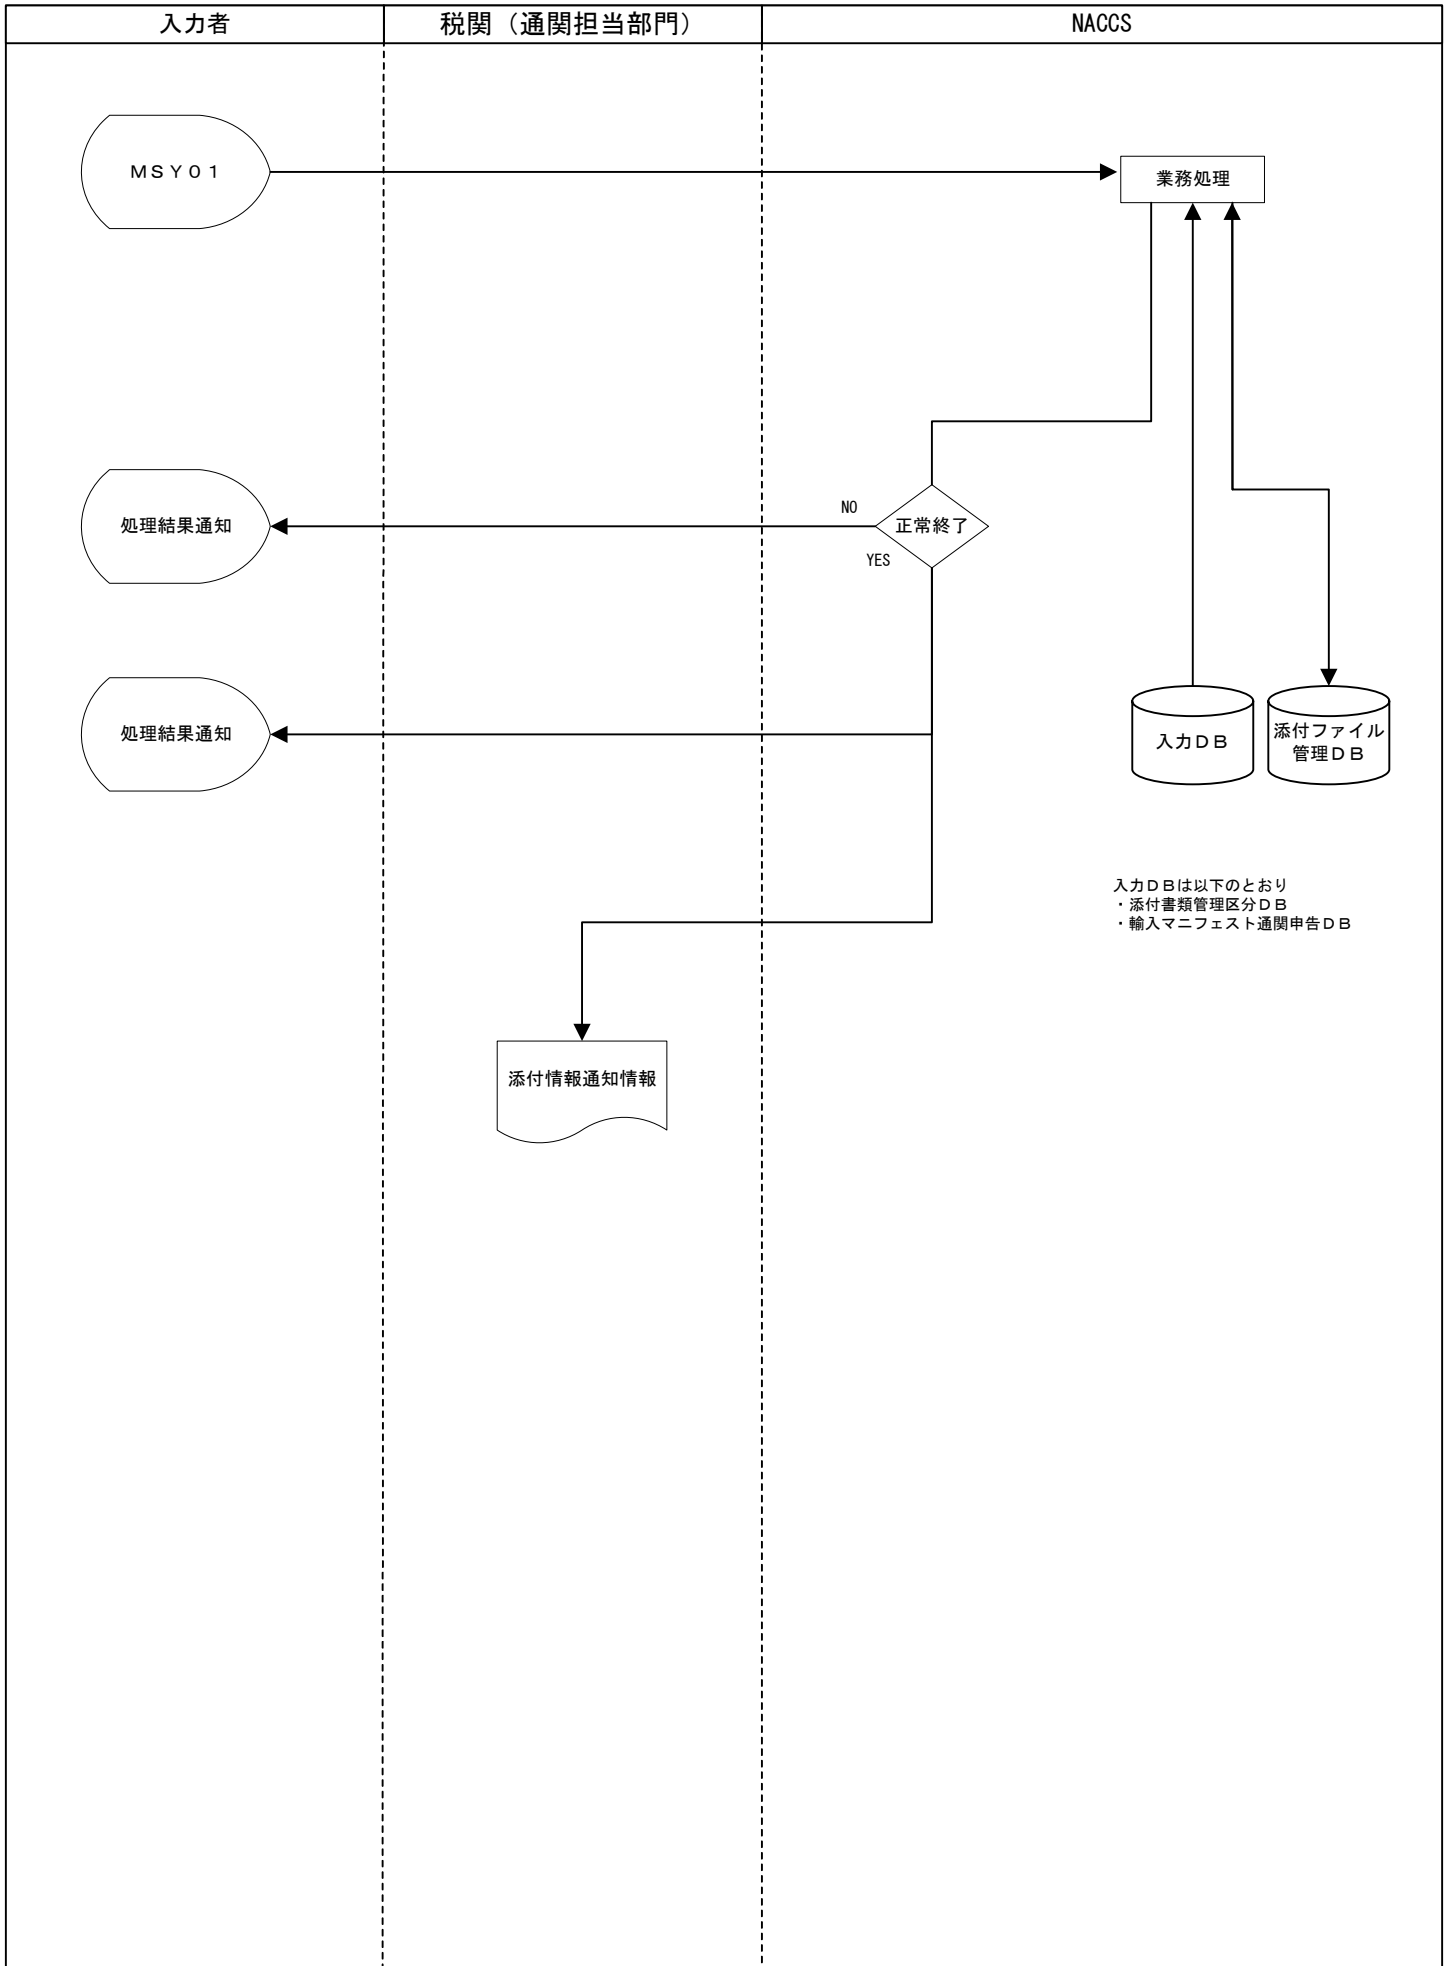 入力者
税関（通関担当部門）
NACCS
ＭＳＹ０１
業務処理
処理結果通知
NO
正常終了
YES
処理結果通知
入力ＤＢ
添付ファイル
管理ＤＢ
入力ＤＢは以下のとおり
・添付書類管理区分ＤＢ
・輸入マニフェスト通関申告ＤＢ
添付情報通知情報